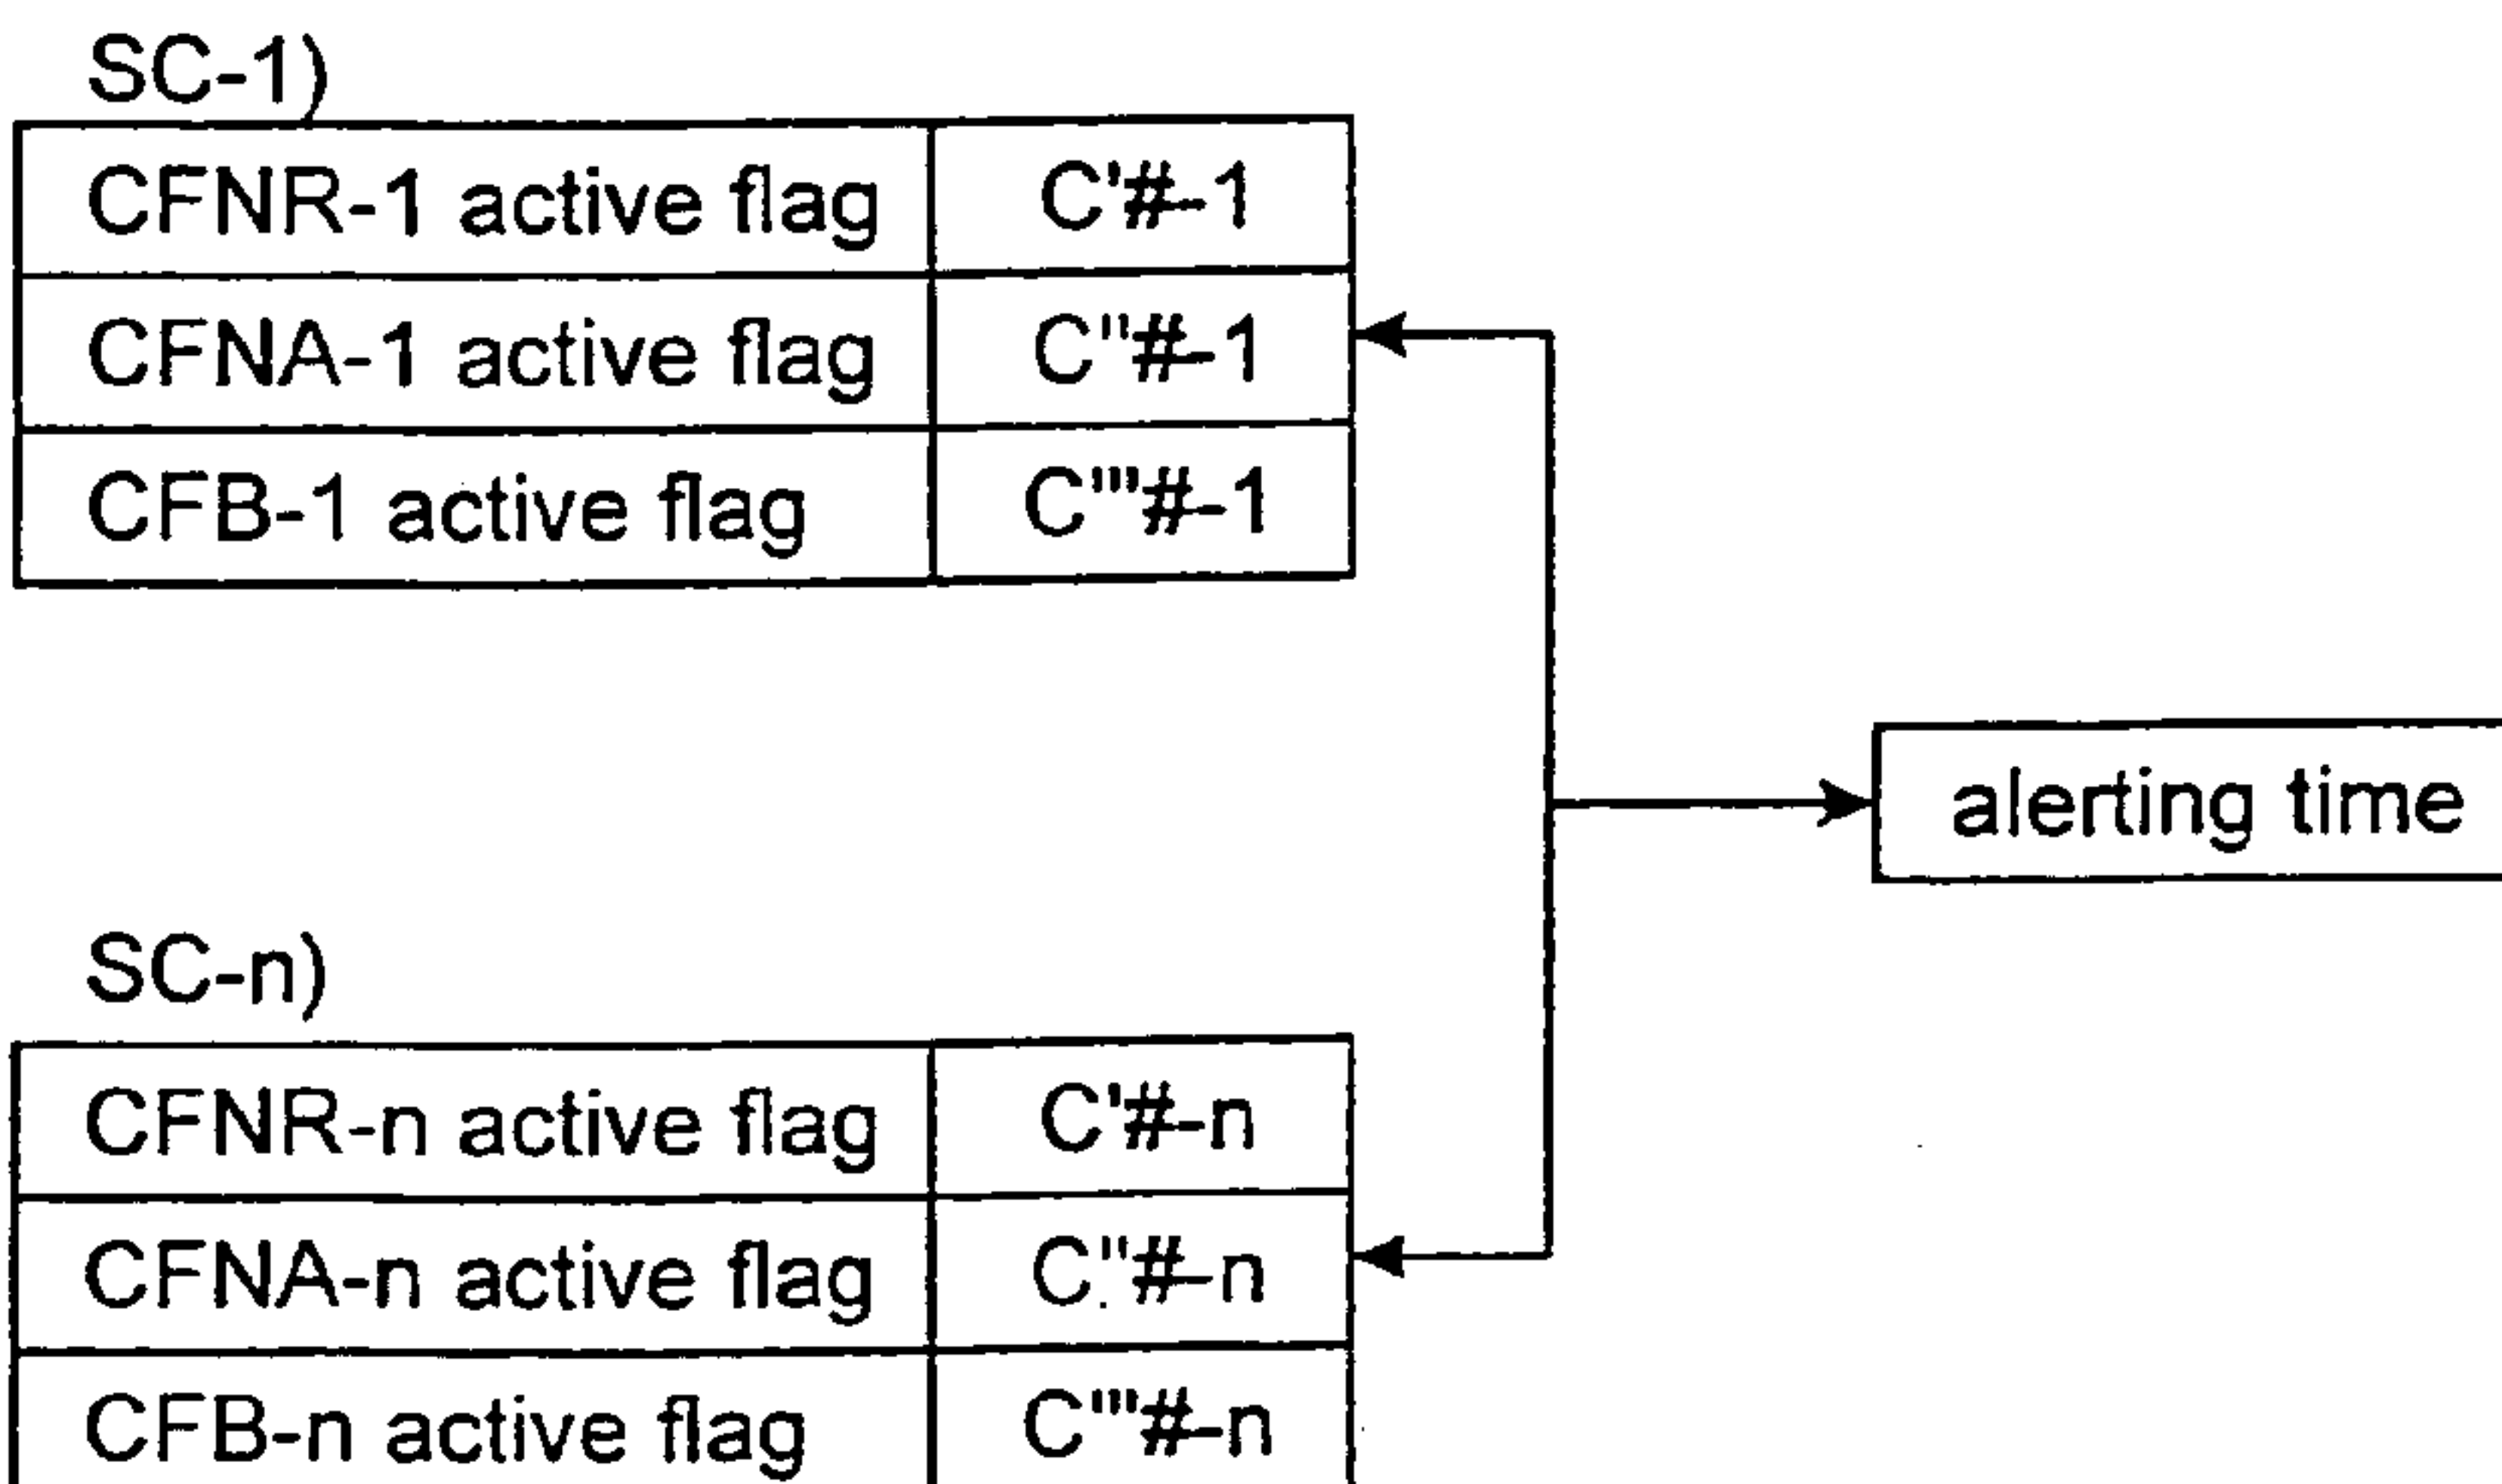 SC-1)
CFNR-1 active flag C'#-1
CFNA-1 active flag C"#-1
CFB-1 active flag C'"#-1
alerting time
SC-n)
CFNR-n active flag C'#-n
CFNA-n active flag C"#-n
CFB-n active flag C'"#-n